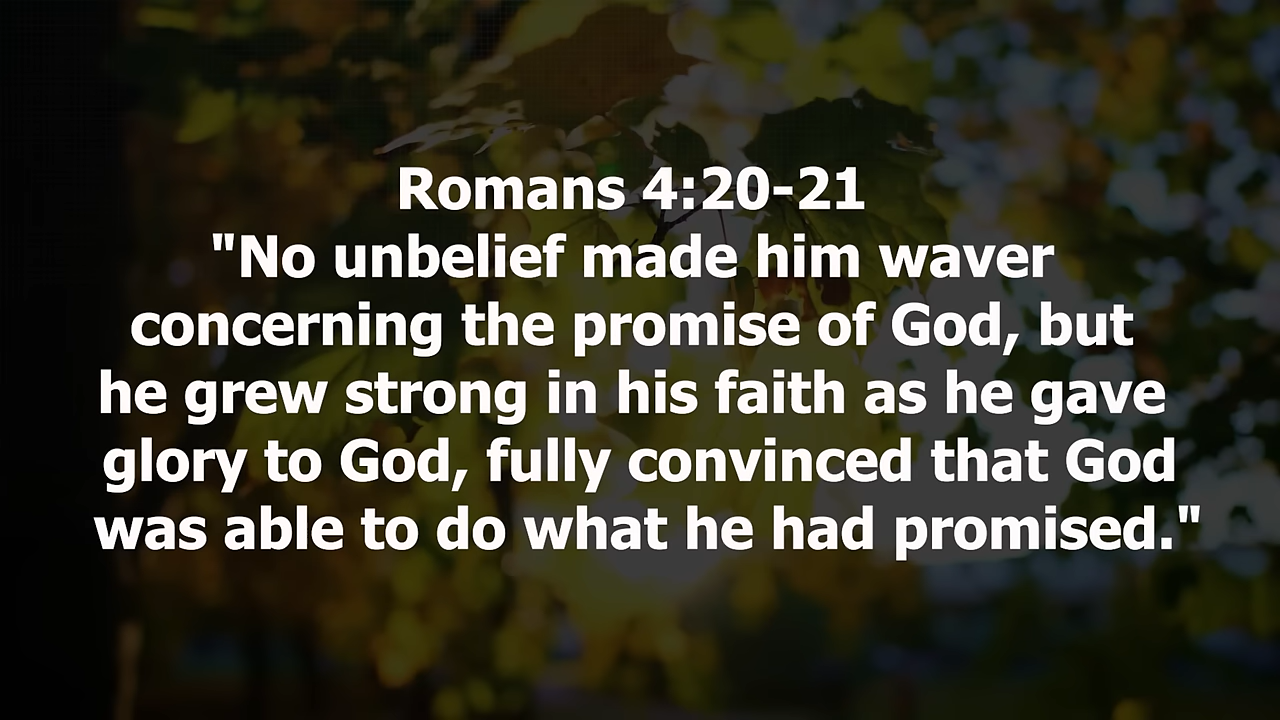 Romans 4:20-21
"No unbelief made him waver
concerning the promise of God, but
he grew strong in his faith as he gave
glory to God, fully convinced that God
was able to do what he had promised."